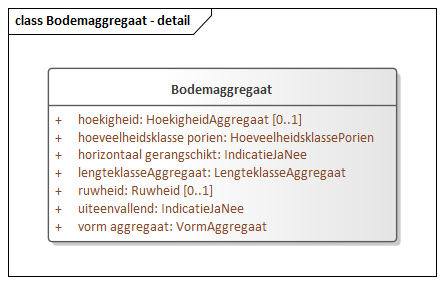 class Bodemaggregaat - detail
Bodemaggregaat
+ hoekigheid: HoekigheidAggregaat [0..1]
+ hoeveelheidsklasse porien: HoeveelheidsklassePorien
+ horizontaal gerangschikt: IndicatieJaNee
+ lengteklasseAggregaat: LengteklasseAggregaat
+ ruwheid: Ruwheid [0..1]
+ uiteenvallend: IndicatieJaNee
+ vorm aggregaat: VormAggregaat